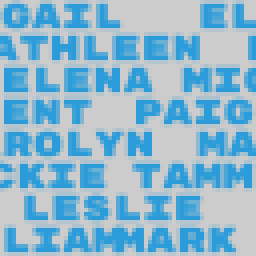 GAIL EL
ATHLEEN
ELENA MIC
ENT PAIG
ROLYN MA
CKIE TAMM
LESLIE
LIAMMARK